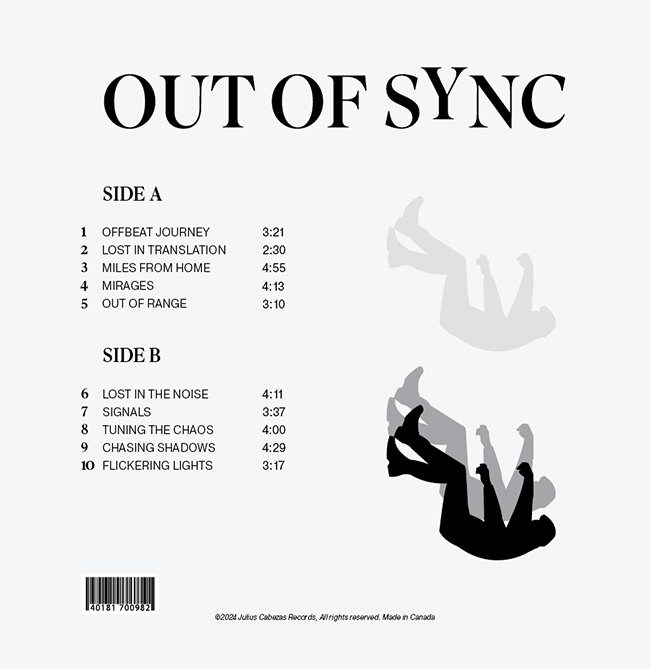 OUT OF SYNC
SIDE A
1 OFFBEAT JOURNEY 3:21
2 LOST IN TRANSLATION 2:30
3 MILES FROM HOME 4:55
4 MIRAGES 4:13
5 OUT OF RANGE 3:10
SIDE B
6 LOST IN THE NOISE 4:11
7 SIGNALS 3:37
8 TUNING THE CHAOS 4:00
9 CHASING SHADOWS 4:29
10 FLICKERING LIGHTS 3:17
40181 700982
©2024 Julius Cabezas Records, All rights reserved. Made in Canada